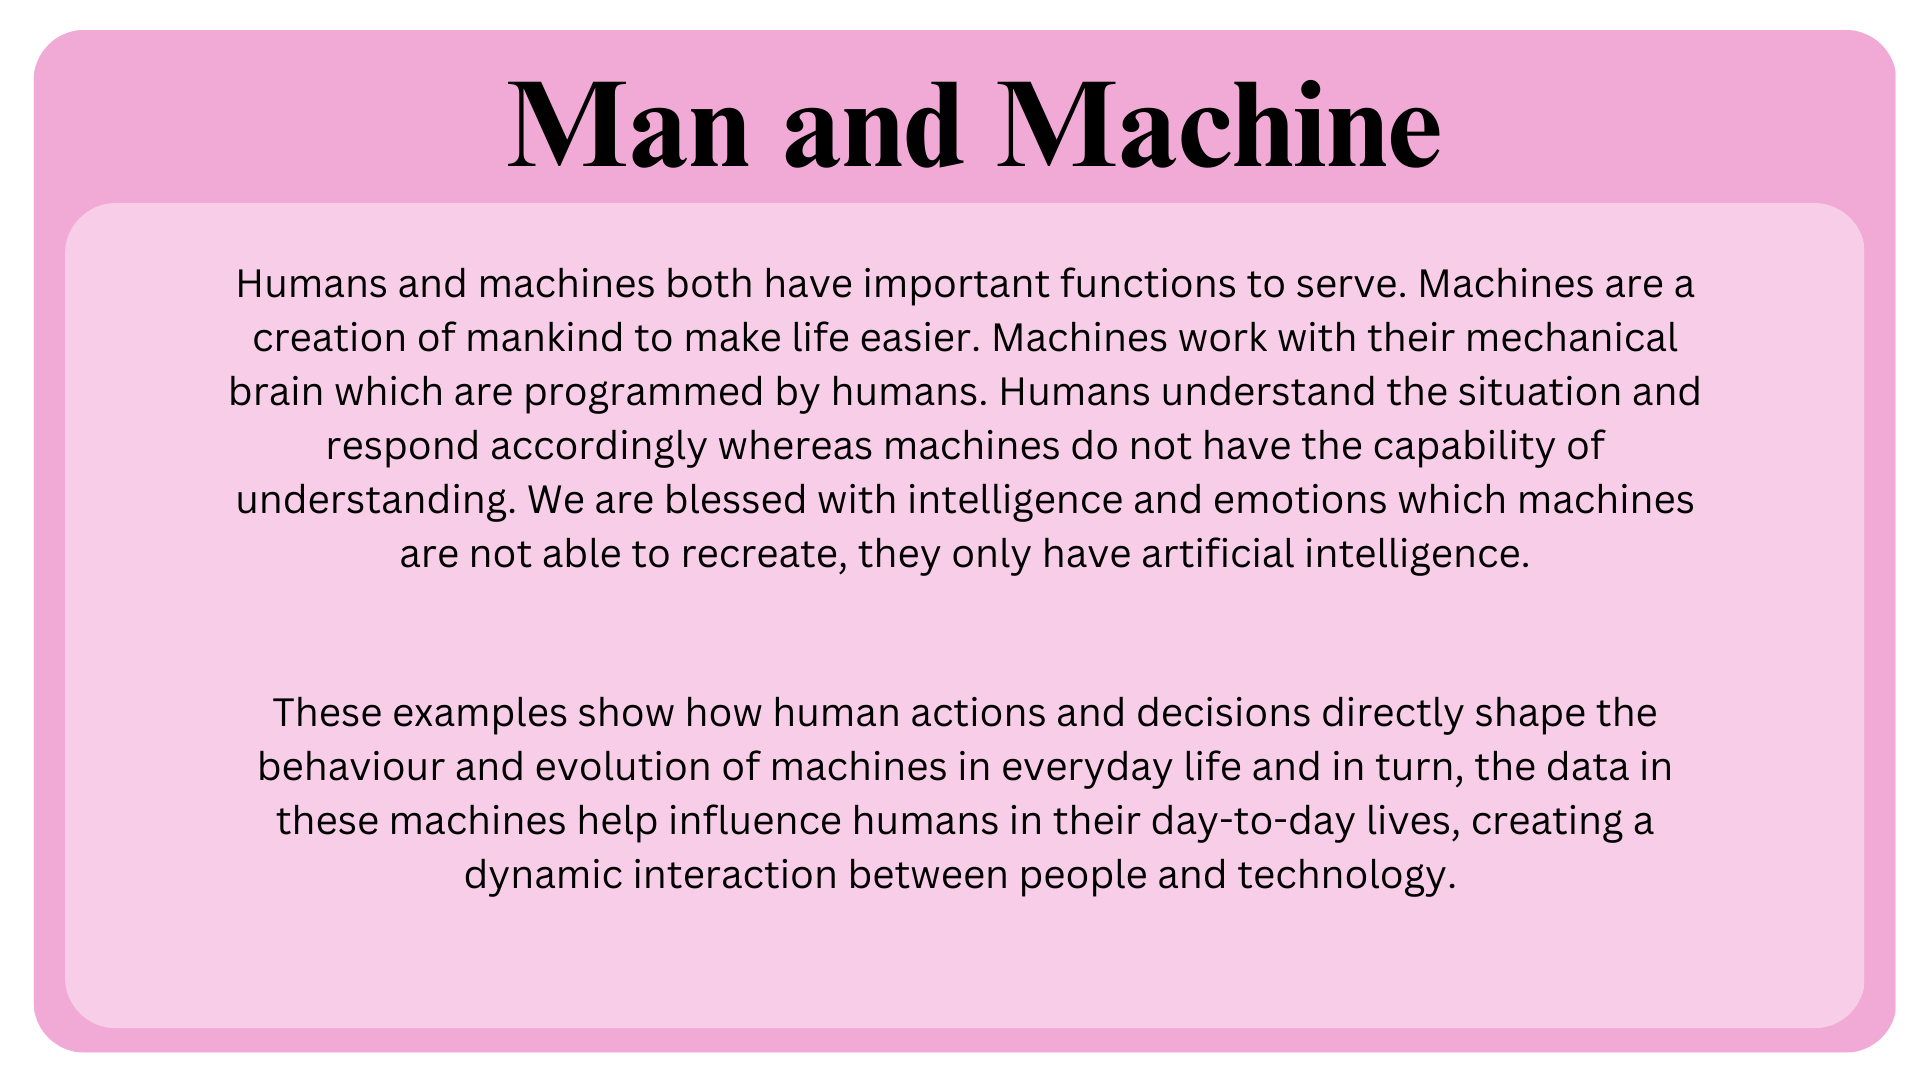 Man and Machine
Humans and machines both have important functions to serve. Machines are a
creation of mankind to make life easier. Machines work with their mechanical
brain which are programmed by humans. Humans understand the situation and
respond accordingly whereas machines do not have the capability of
understanding. We are blessed with intelligence and emotions which machines
are not able to recreate, they only have artificial intelligence.
These examples show how human actions and decisions directly shape the
behaviour and evolution of machines in everyday life and in turn, the data in
these machines help influence humans in their day-to-day lives, creating a
dynamic interaction between people and technology.